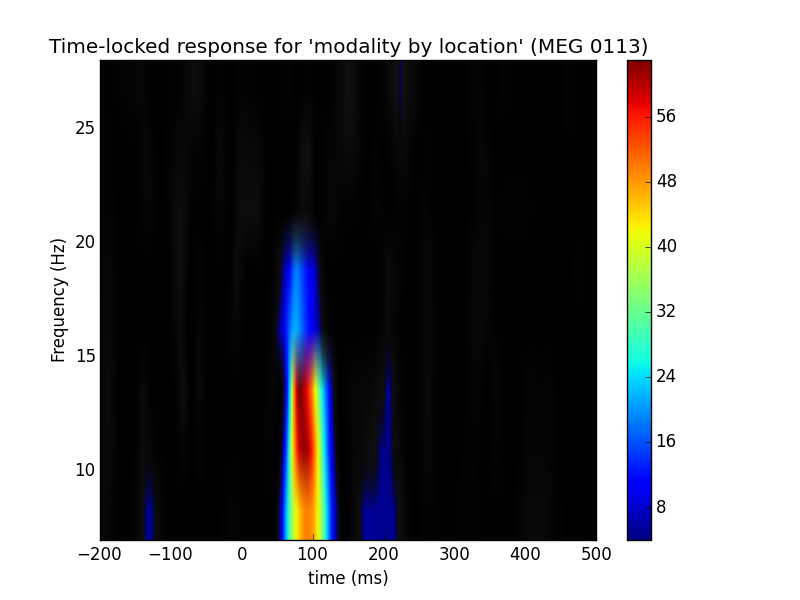 Time-locked response for 'modality by location' (MEG 0113)
Frequency (Hz)
25
20
15
10
−200 −100 0 100 200 300 400 500
time (ms)
56
48
40
32
24
16
8